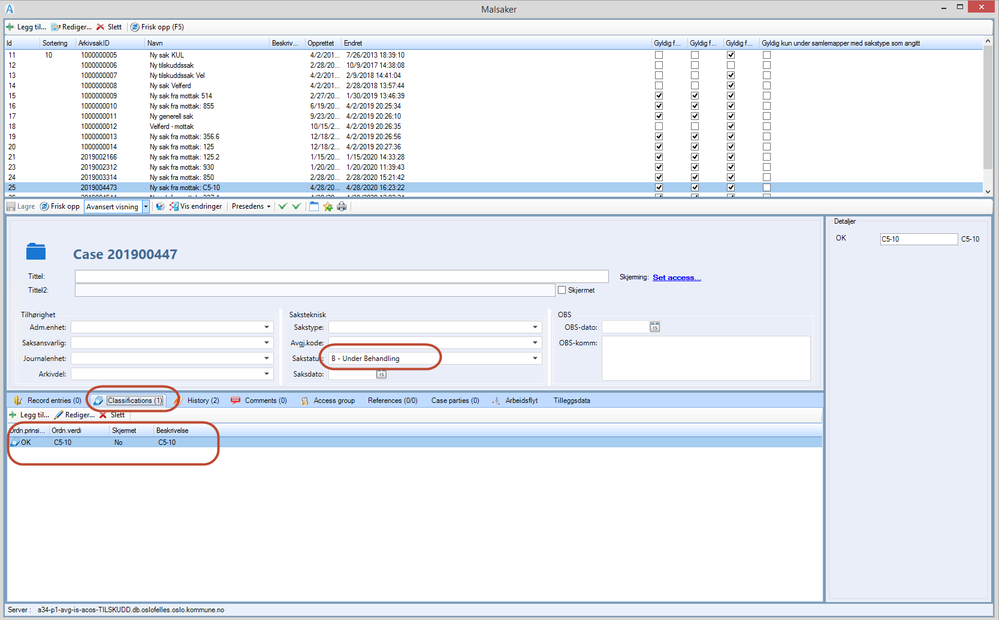 Malsaker
Legg til... Rediger... Slett Frisk opp (F5)
Id Sortering ArkivsakID Navn Beskriv... Opprettet Endret Gyldig f... Gyldig f... Gyldig f... Gyldig kun under samlemapper med sakstype som angitt
11 10 1000000005 Ny sak KUL 4/2/201... 7/26/2013 18:39:10
12 1000000006 Ny tilskuddssak 2/28/20... 10/9/2017 14:38:08
13 1000000007 Ny tilskuddssak Vel 4/2/201... 2/9/2018 14:41:04
14 1000000008 Ny sak Velferd 4/2/201... 2/28/2018 13:57:44
15 1000000009 Ny sak fra mottak 514 2/27/20... 1/30/2019 13:46:39
16 1000000010 Ny sak fra mottak: 855 6/19/20... 4/2/2019 20:25:34
17 1000000011 Ny generell sak 9/23/20... 4/2/2019 20:26:10
18 1000000012 Velferd - mottak 10/15/2... 4/2/2019 20:26:35
19 1000000013 Ny sak fra mottak: 356.6 12/18/2... 4/2/2019 20:26:56
20 1000000014 Ny sak fra mottak: 125 12/18/2... 4/2/2019 20:27:36
21 2019002166 Ny sak fra mottak: 125.2 1/15/20... 1/15/2020 14:33:28
23 2019002312 Ny sak fra mottak: 930 1/20/20... 1/20/2020 11:39:43
24 2019003314 Ny sak fra mottak: 850 2/28/20... 2/28/2020 15:21:42
25 2019004473 Ny sak fra mottak: C5-10 4/28/20... 4/28/2020 16:23:22
Lagre Frisk opp Avansert visning Vis endringer Presedens
Detaljer
OK C5-10 C5-10
Case 201900447
Tittel: Skjerming: Set access...
Tittel2: Skjermet
Tilhørighet Saksteknisk OBS
Adm.enhet: Sakstype: OBS-dato: 15
Saksansvarlig: Avgj.kode: OBS-komm:
Journalenhet: Sakstatus: B - Under Behandling
Arkivdel: Saksdato: 15
Record entries (0) Classifications (1) History (2) Comments (0) Access group References (0/0) Case parties (0) Arbeidsflyt Tilleggsdata
Legg til... Rediger... Slett
Ordn.prinsi... Ordn.verdi Skjermet Beskrivelse
OK C5-10 No C5-10
Server : a34-p1-avg-is-acos-TILSKUDD.db.oslofelles.oslo.kommune.no